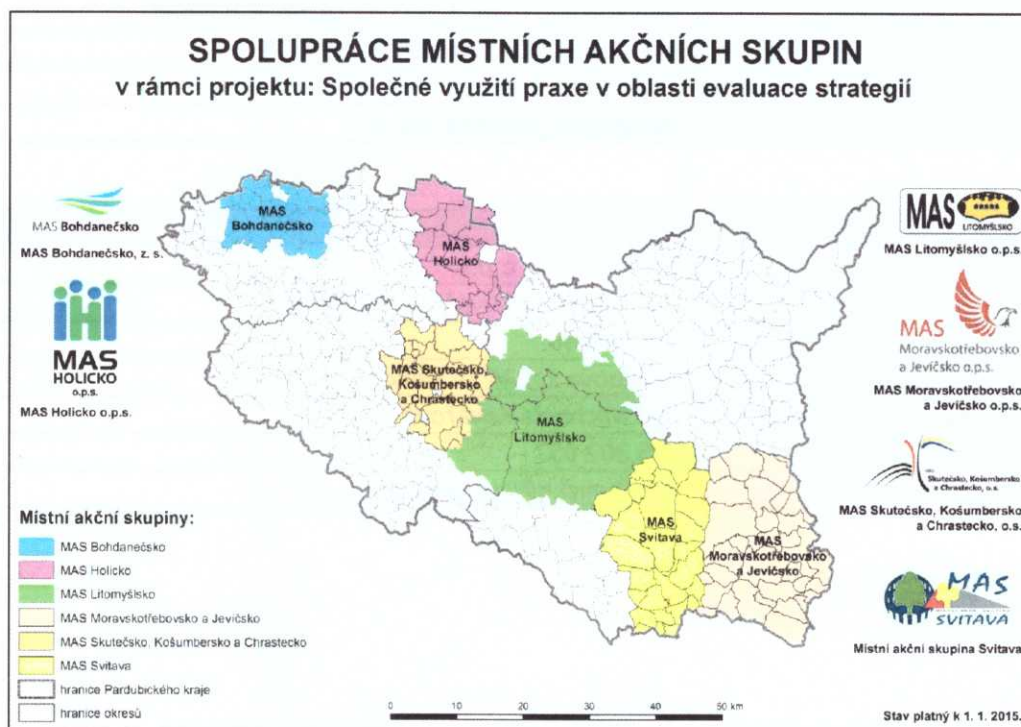 SPOLUPRÁCE MÍSTNÍCH AKČNÍCH SKUPIN
v rámci projektu: Společné využití praxe v oblasti evaluace strategií
MAS Bohdanečsko
MAS Bohdanečsko, z. s.
MAS
HOLICKO
o.p.s.
MAS Holicko o.p.s.
MAS
Bohdanečsko
MAS
Holicko
MAS Skutečsko,
Košumbersko
a Chrastecko
MAS
Litomyšlsko
MAS
Svitava
MAS
Moravskotřebovsko
a Jevíčsko
MAS
LITOMYŠLSKO
MAS Litomyšlsko o.p.s.
MAS
Moravskotřebovsko
a Jevíčsko o.p.s.
MAS Moravskotřebovsko
a Jevíčsko o.p.s.
Skutečsko, Košumbersko
a Chrastecko, o.s.
MAS Skutečsko, Košumbersko
a Chrastecko, o.s.
MAS
SVITAVA
Místní akční skupina Svitava
Místní akční skupiny:
MAS Bohdanečsko
MAS Holicko
MAS Litomyšlsko
MAS Moravskotřebovsko a Jevíčsko
MAS Skutečsko, Košumbersko a Chrastecko
MAS Svitava
hranice Pardubického kraje
hranice okresů
0 10 20 30 40 50 km
Stav platný k 1. 1. 2015.